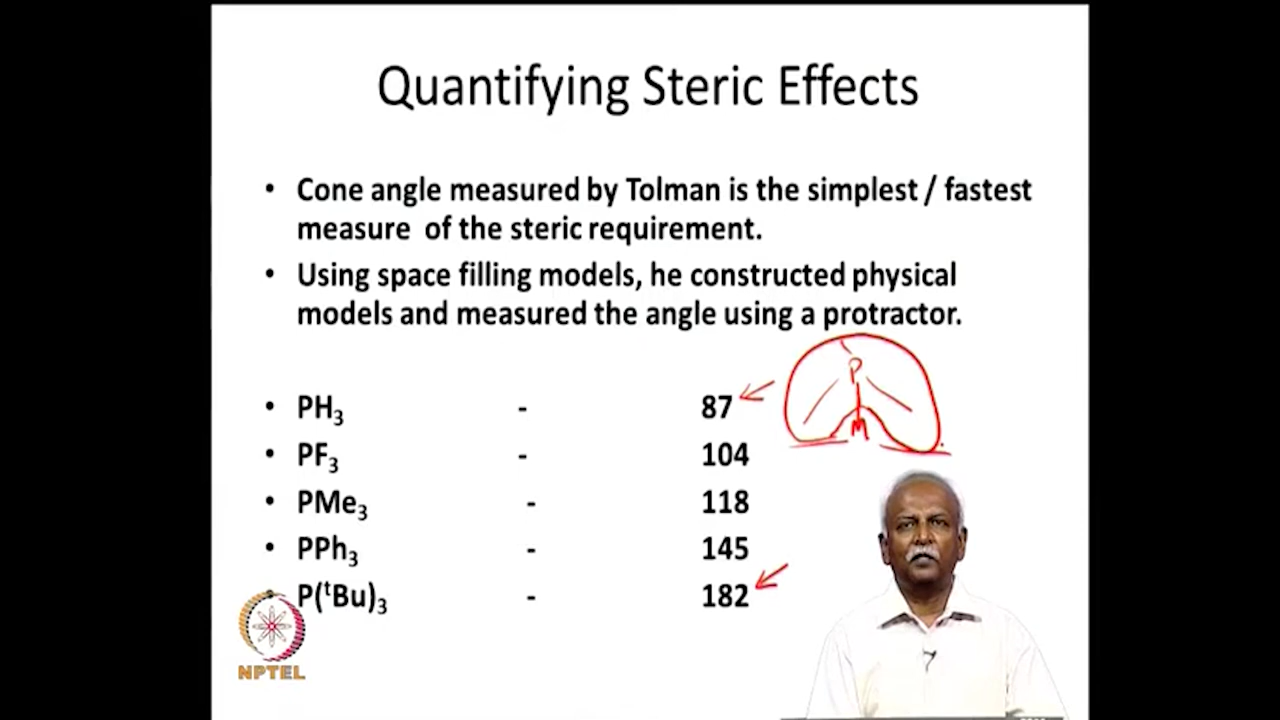 Quantifying Steric Effects
• Cone angle measured by Tolman is the simplest / fastest
measure of the steric requirement.
• Using space filling models, he constructed physical
models and measured the angle using a protractor.
P
M
• PH₃ - 87
• PF₃ - 104
• PMe₃ - 118
• PPh₃ - 145
P(ᵗBu)₃ - 182
NPTEL